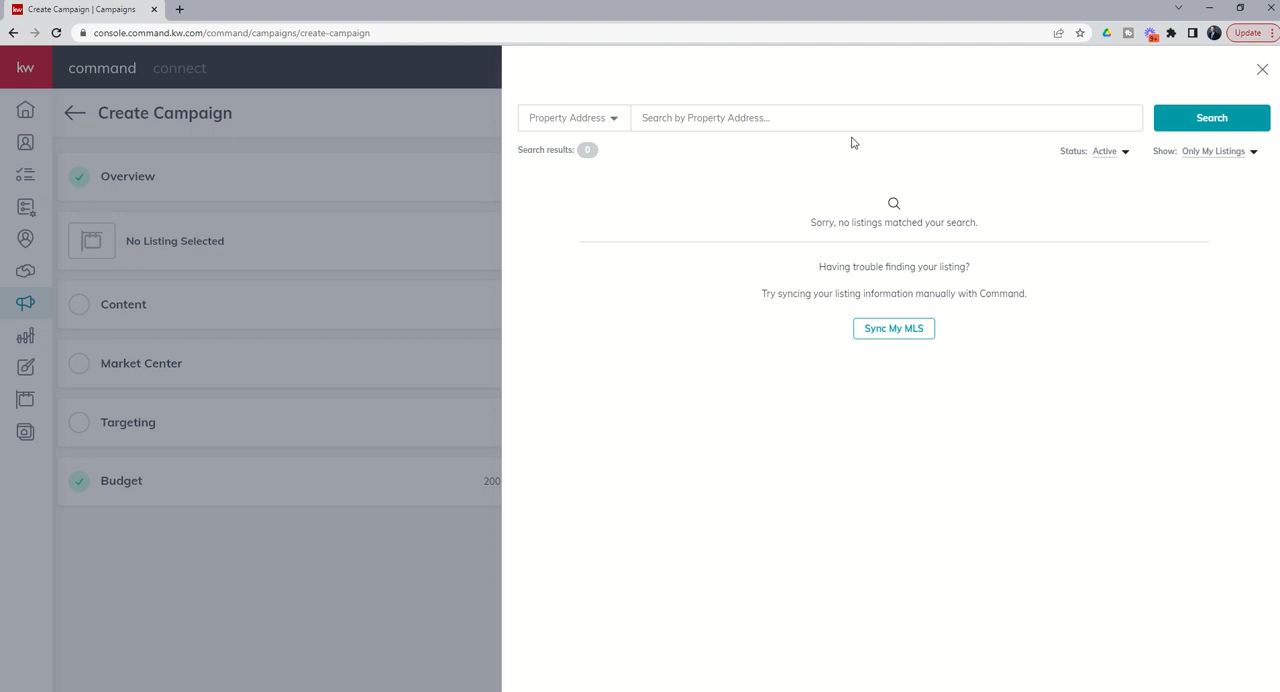 Create Campaign | Campaigns
console.command.kw.com/command/campaigns/create-campaign
9+
Update
kw
command
connect
Create Campaign
Overview
No Listing Selected
Content
Market Center
Targeting
Budget
200
Property Address
Search by Property Address...
Search
Search results: 0
Status: Active
Show: Only My Listings
Sorry, no listings matched your search.
Having trouble finding your listing?
Try syncing your listing information manually with Command.
Sync My MLS